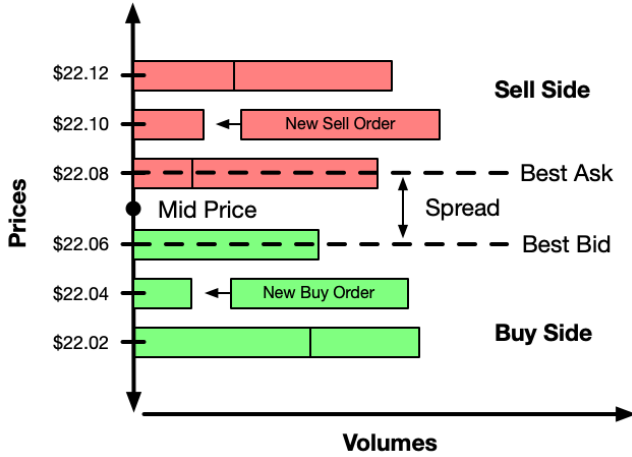 $22.12
Sell Side
$22.10
New Sell Order
$22.08
Best Ask
Mid Price
Spread
$22.06
Best Bid
$22.04
New Buy Order
$22.02
Buy Side
Prices
Volumes